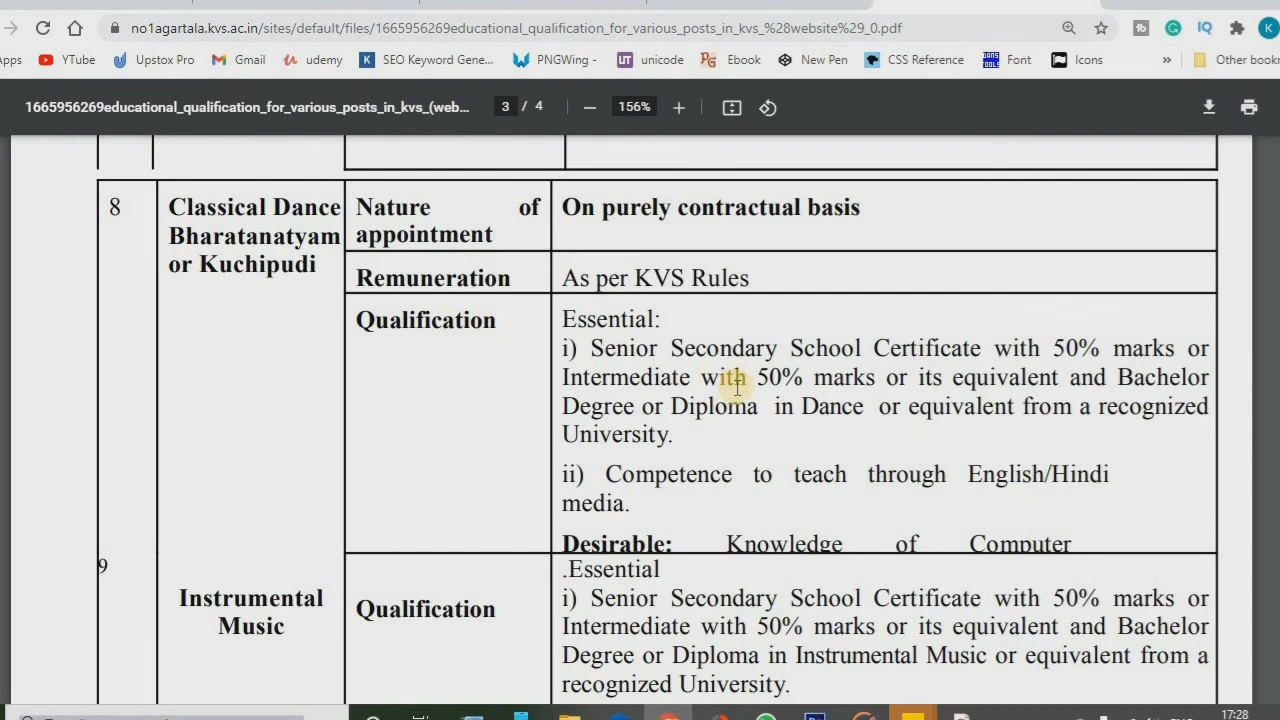 no1agartala.kvs.ac.in/sites/default/files/1665956269educational_qualification_for_various_posts_in_kvs_%28website%29_0.pdf
Apps YTube Upstox Pro Gmail udemy SEO Keyword Gene... PNGWing - unicode Ebook New Pen CSS Reference Font Icons » Other book
1665956269educational_qualification_for_various_posts_in_kvs_(web... 3 / 4 — 156% +
8 Classical Dance Bharatanatyam or Kuchipudi
Nature of appointment
On purely contractual basis
Remuneration
As per KVS Rules
Qualification
Essential:
i) Senior Secondary School Certificate with 50% marks or
Intermediate with 50% marks or its equivalent and Bachelor
Degree or Diploma in Dance or equivalent from a recognized
University.
ii) Competence to teach through English/Hindi
media.
Desirable: Knowledge of Computer
9
Instrumental
Music
Qualification
.Essential
i) Senior Secondary School Certificate with 50% marks or
Intermediate with 50% marks or its equivalent and Bachelor
Degree or Diploma in Instrumental Music or equivalent from a
recognized University.
17:28